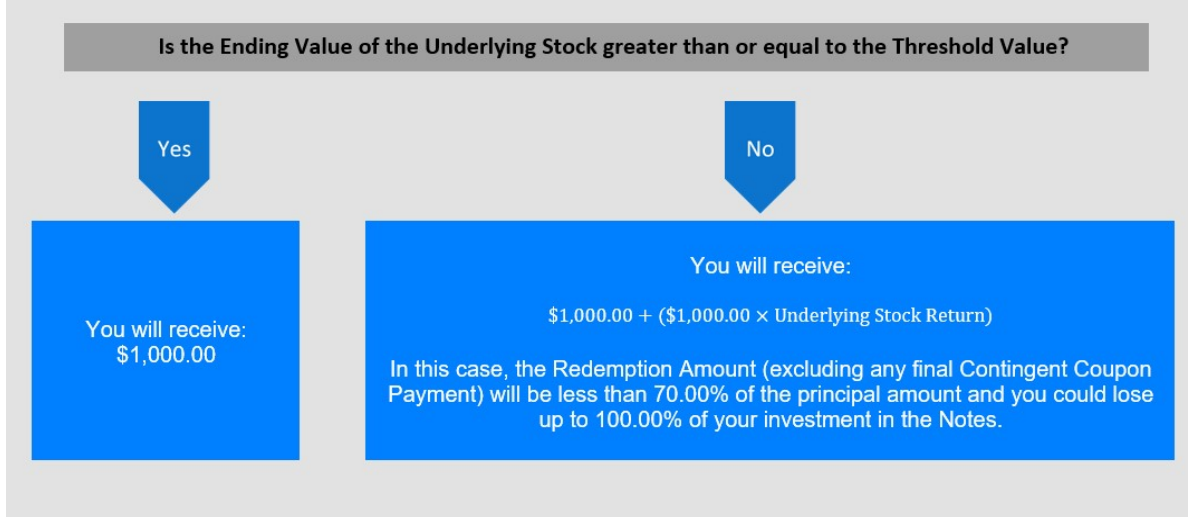 Is the Ending Value of the Underlying Stock greater than or equal to the Threshold Value?
Yes
No
You will receive:
$1,000.00
You will receive:
$1,000.00 + ($1,000.00 × Underlying Stock Return)
In this case, the Redemption Amount (excluding any final Contingent Coupon
Payment) will be less than 70.00% of the principal amount and you could lose
up to 100.00% of your investment in the Notes.